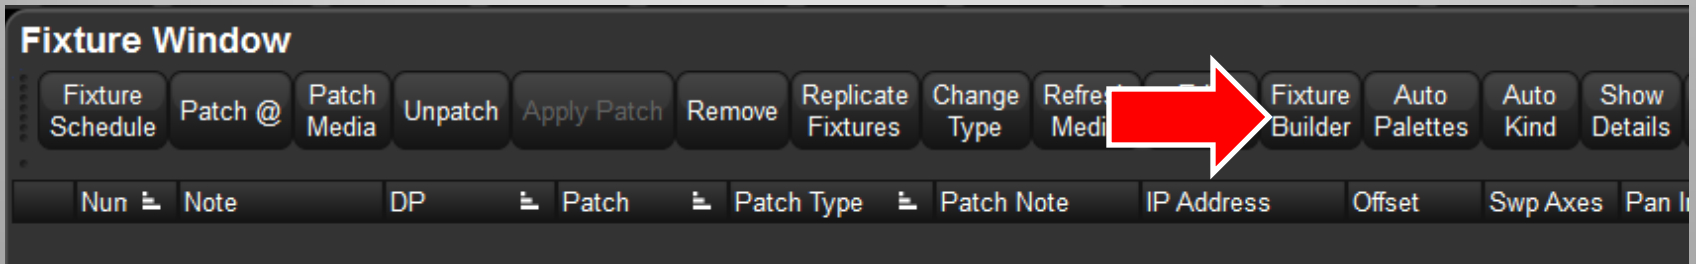 Fixture Window
Fixture Schedule
Patch @
Patch Media
Unpatch
Apply Patch
Remove
Replicate Fixtures
Change Type
Fixture Builder
Auto Palettes
Auto Kind
Show Details
Num Note DP Patch Patch Type Patch Note IP Address Offset Swp Axes Pan